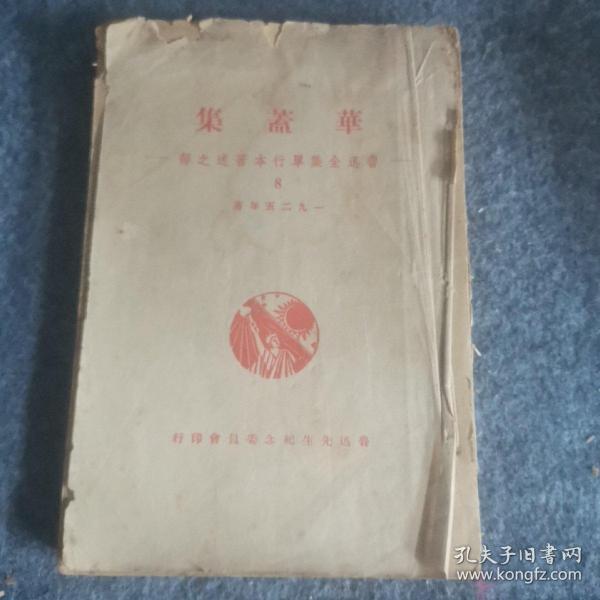 華蓋集
魯迅全集單行本著述之部
8
一九二五年作
魯迅先生紀念委員會印行
孔夫子旧书网
www.kongfz.com